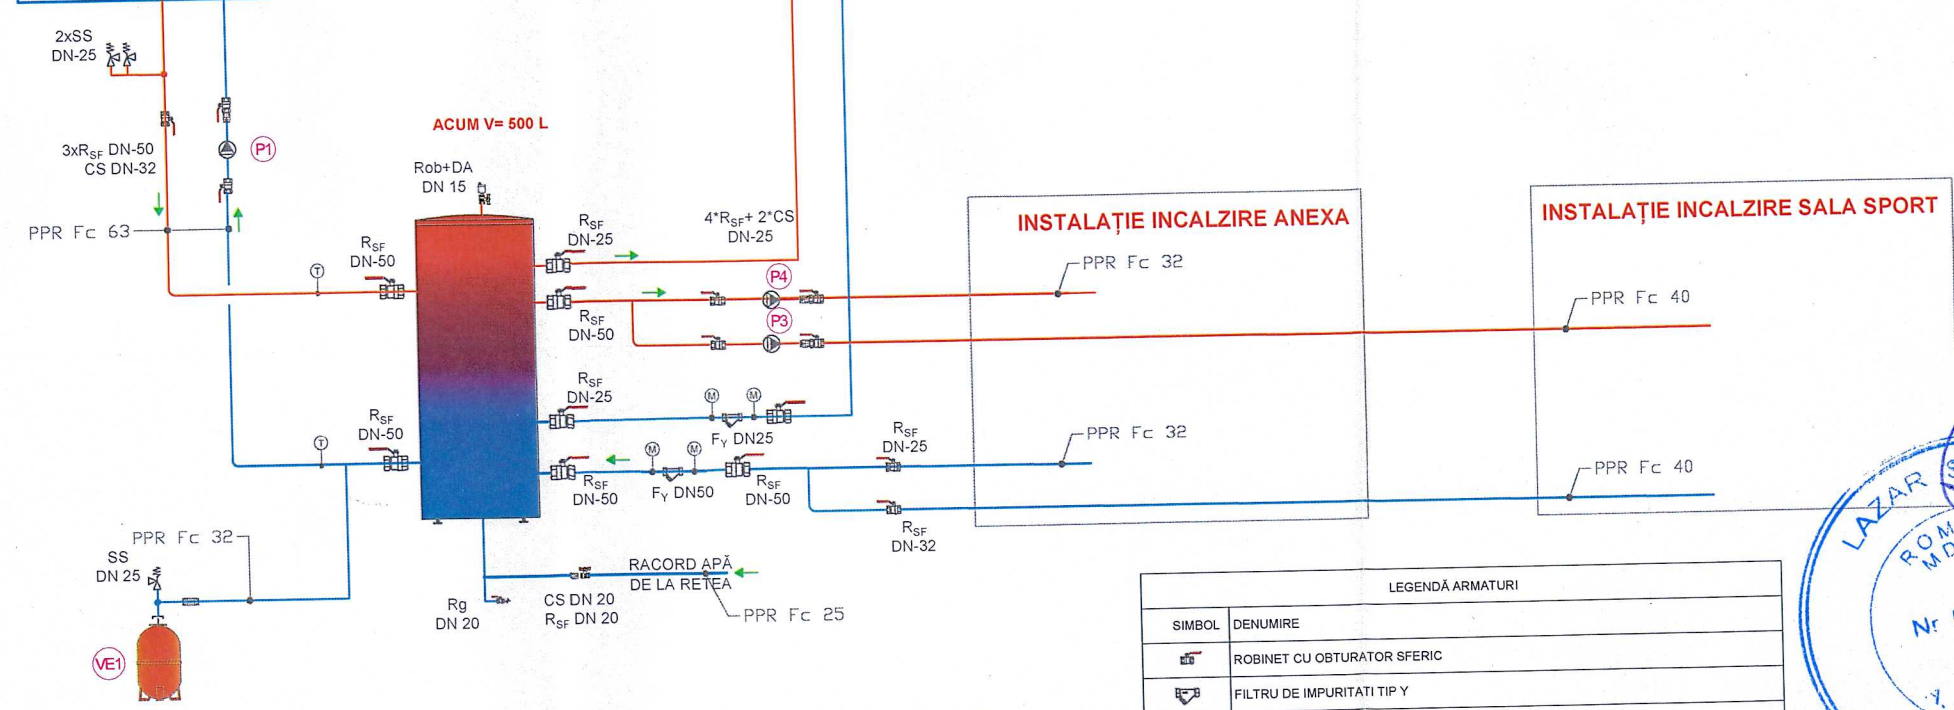 2xSS
DN-25
3xRSF DN-50
CS DN-32
P1
PPR Fc 63
ACUM V= 500 L
Rob+DA
DN 15
RSF
DN-50
T
RSF
DN-25
4*RSF+ 2*CS
DN-25
RSF
DN-50
P4
P3
INSTALAȚIE INCALZIRE ANEXA
PPR Fc 32
INSTALAȚIE INCALZIRE SALA SPORT
PPR Fc 40
RSF
DN-50
T
RSF
DN-25
M
M
FY DN25
M
M
RSF
DN-50
FY DN50
RSF
DN-50
RSF
DN-25
PPR Fc 32
RSF
DN-32
PPR Fc 40
PPR Fc 32
SS
DN 25
VE1
Rg
DN 20
CS DN 20
RSF DN 20
RACORD APĂ
DE LA REȚEA
PPR Fc 25
LEGENDĂ ARMATURI
SIMBOL DENUMIRE
ROBINET CU OBTURATOR SFERIC
FILTRU DE IMPURITATI TIP Y
LAZAR
Nr